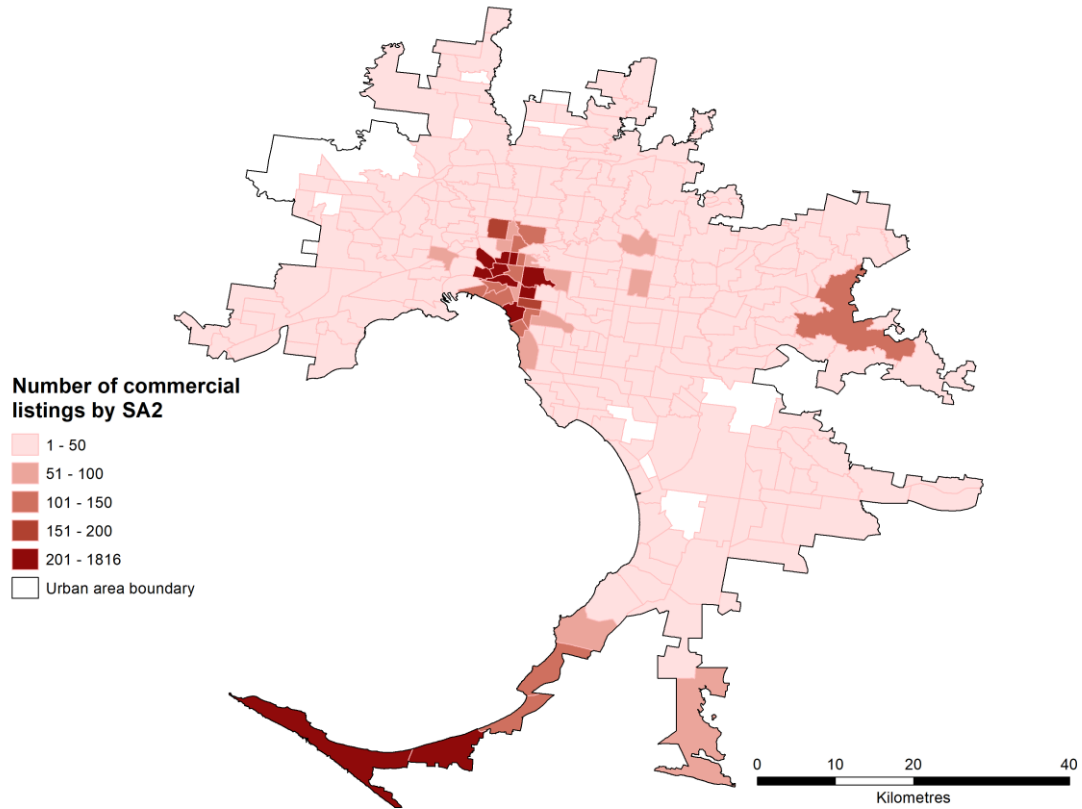 Number of commercial
listings by SA2
1 - 50
51 - 100
101 - 150
151 - 200
201 - 1816
Urban area boundary
0 10 20 40
Kilometres